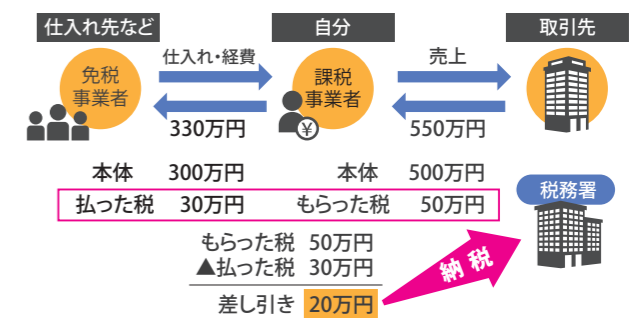 仕入れ先など
自分
取引先
免税
事業者
仕入れ・経費
課税
事業者
売上
¥
330万円
550万円
本体 300万円 本体 500万円
払った税 30万円 もらった税 50万円
税務署
もらった税 50万円
▲払った税 30万円
納税
差し引き 20万円